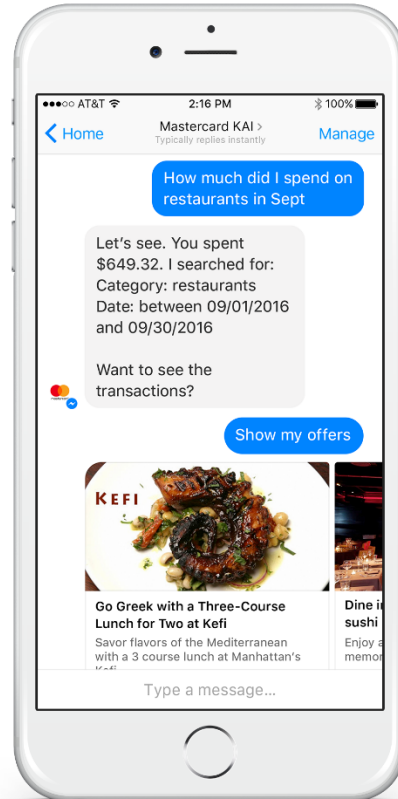 ●●●○○ AT&T 2:16 PM 100%
Home Mastercard KAI > Manage
Typically replies instantly
How much did I spend on
restaurants in Sept
Let's see. You spent
$649.32. I searched for:
Category: restaurants
Date: between 09/01/2016
and 09/30/2016
Want to see the
transactions?
Show my offers
KEFI
Go Greek with a Three-Course
Lunch for Two at Kefi
Savor flavors of the Mediterranean
with a 3 course lunch at Manhattan's
Kefi
Dine i
sushi
Enjoy a
memor
Type a message...